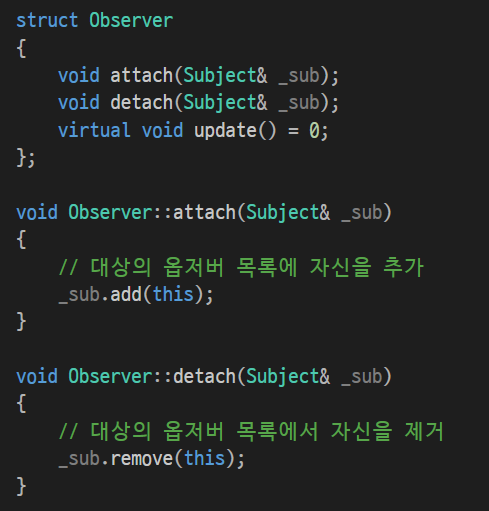 struct Observer
{
    void attach(Subject& _sub);
    void detach(Subject& _sub);
    virtual void update() = 0;
};

void Observer::attach(Subject& _sub)
{
    // 대상의 옵저버 목록에 자신을 추가
    _sub.add(this);
}

void Observer::detach(Subject& _sub)
{
    // 대상의 옵저버 목록에서 자신을 제거
    _sub.remove(this);
}